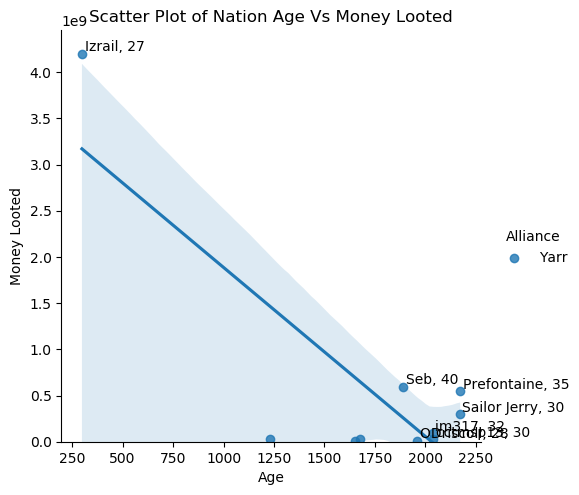 Scatter Plot of Nation Age Vs Money Looted
1e9
Izrail, 27
4.0
3.5
3.0
2.5
2.0
1.5
1.0
0.5
0.0
Money Looted
Alliance
Yarr
Seb, 40
Prefontaine, 35
Sailor Jerry, 30
jm317, 32
250
500
750
1000
1250
1500
1750
2000
2250
Age